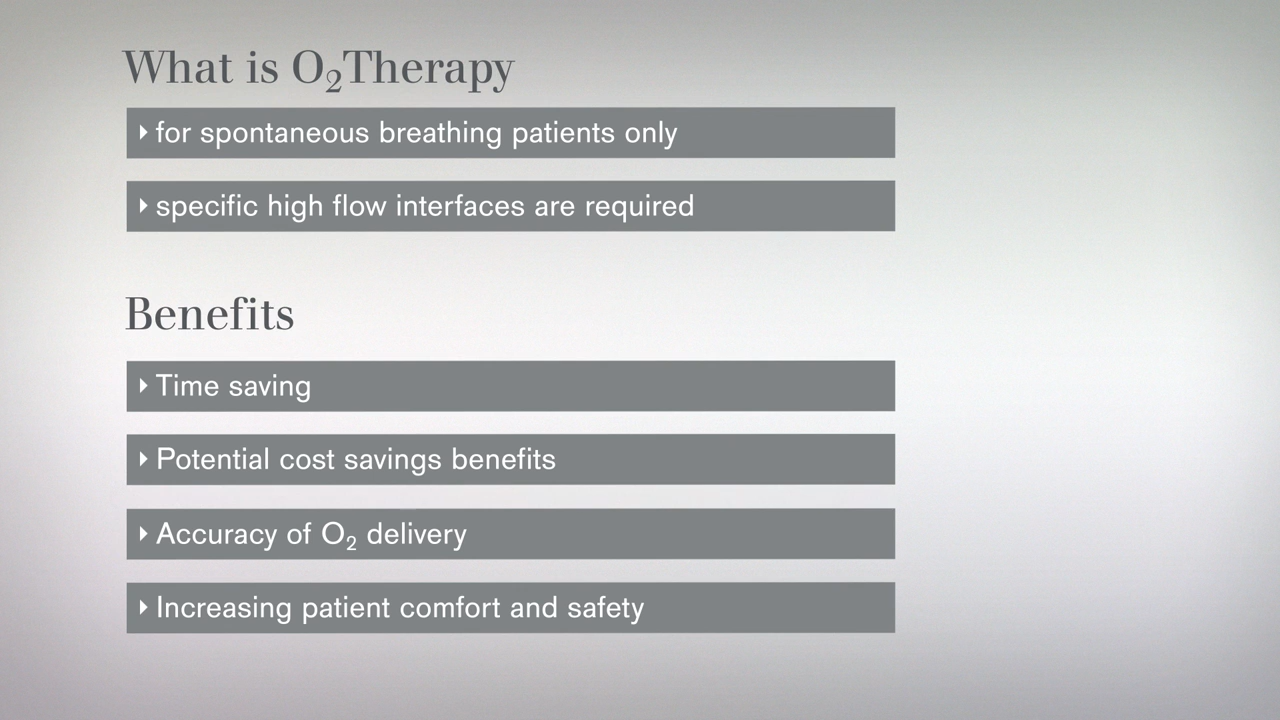 What is O₂Therapy
for spontaneous breathing patients only
specific high flow interfaces are required
Benefits
Time saving
Potential cost savings benefits
Accuracy of O₂ delivery
Increasing patient comfort and safety